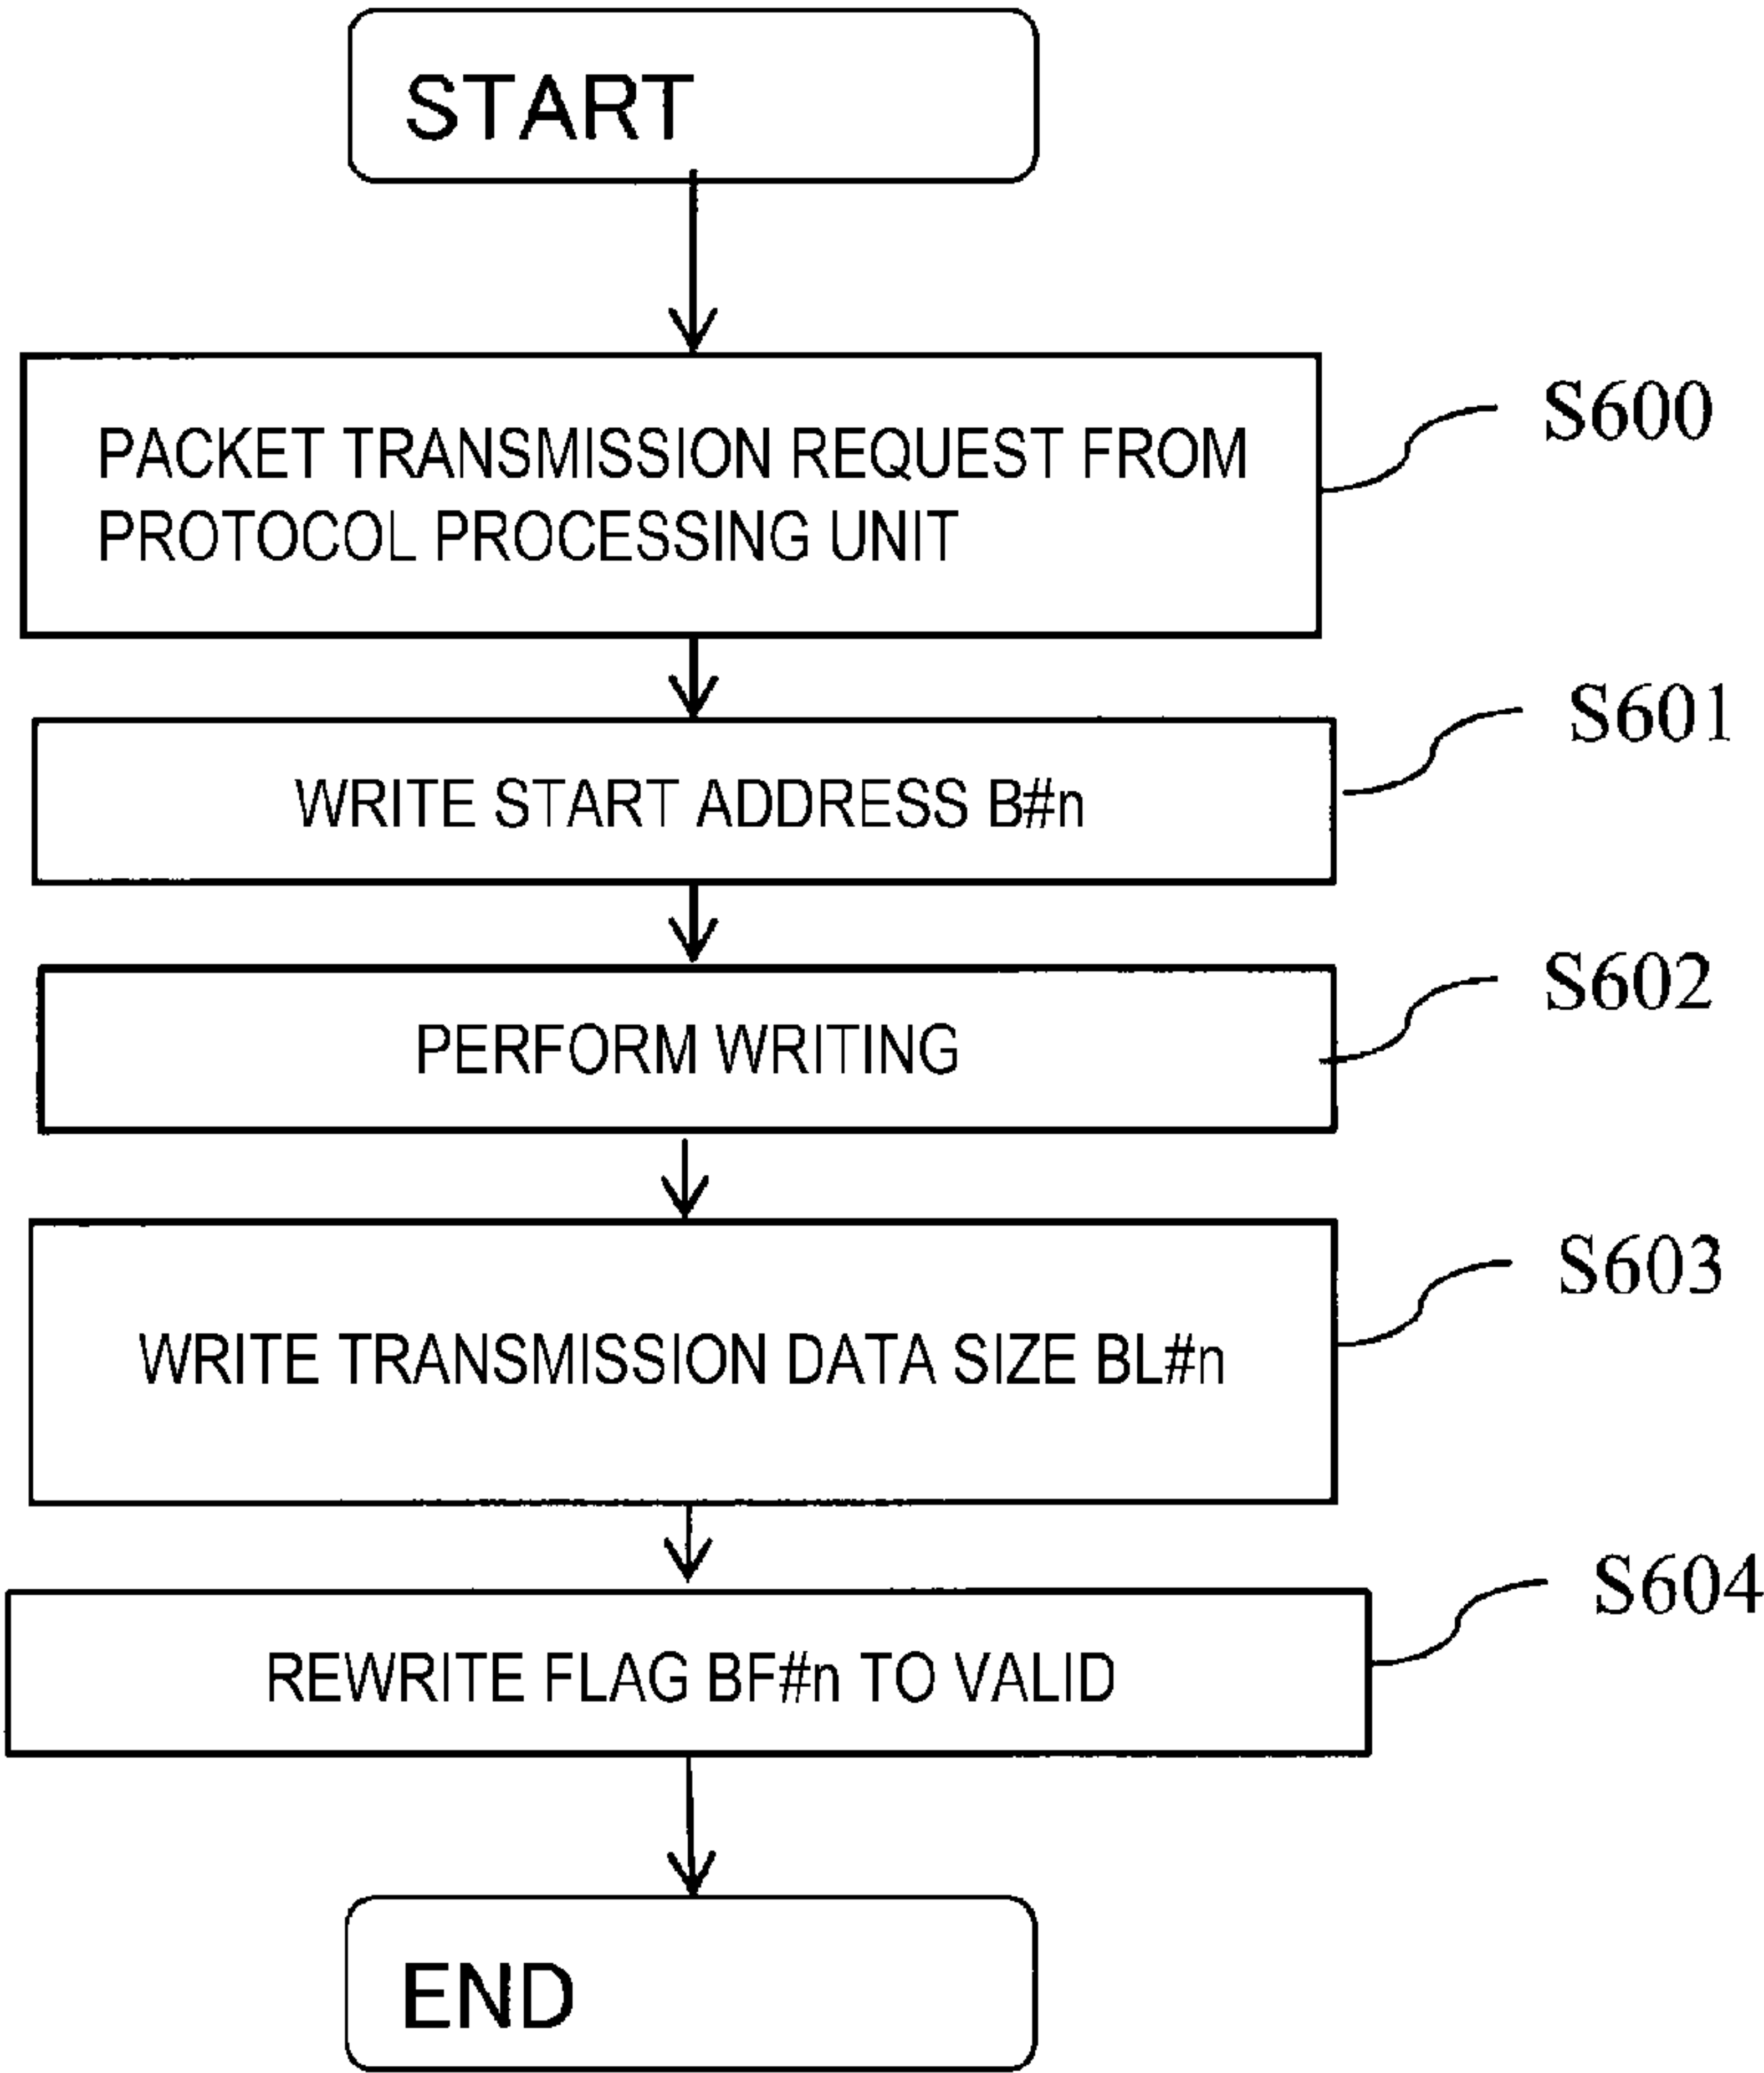 START
PACKET TRANSMISSION REQUEST FROM
PROTOCOL PROCESSING UNIT
S600
WRITE START ADDRESS B#n
S601
PERFORM WRITING
S602
WRITE TRANSMISSION DATA SIZE BL#n
S603
REWRITE FLAG BF#n TO VALID
S604
END